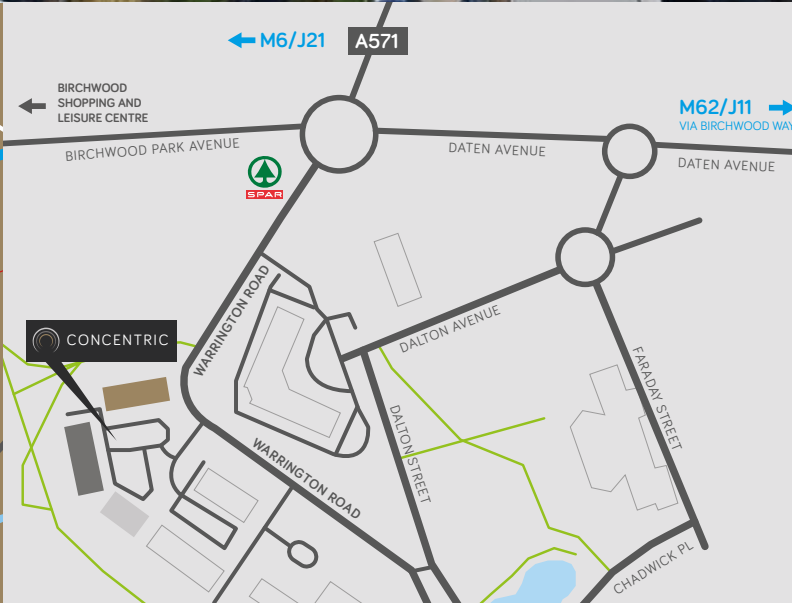 M6/J21
A571
BIRCHWOOD
SHOPPING AND
LEISURE CENTRE
M62/J11
VIA BIRCHWOOD WAY
BIRCHWOOD PARK AVENUE
DATEN AVENUE
DATEN AVENUE
SPAR
WARRINGTON ROAD
DALTON AVENUE
CONCENTRIC
FARADAY STREET
DALTON STREET
WARRINGTON ROAD
CHADWICK PL